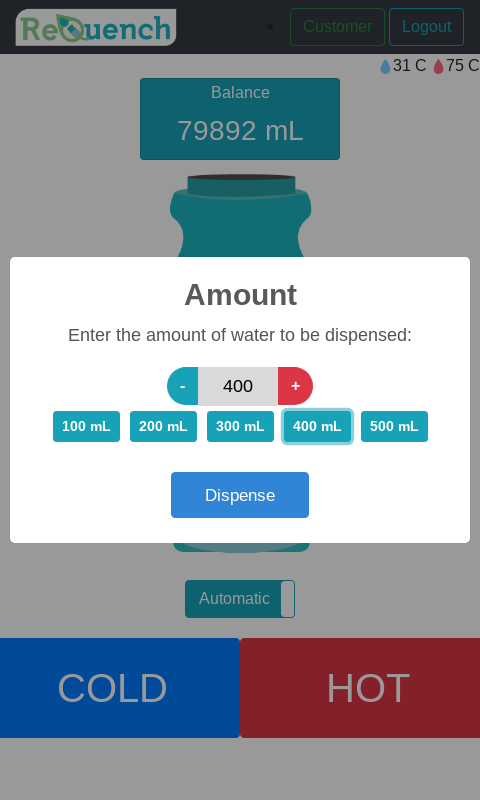 ReQuench
Customer
Logout
31 C 75 C
Balance
79892 mL
Amount
Enter the amount of water to be dispensed:
- 400 +
100 mL 200 mL 300 mL 400 mL 500 mL
Dispense
Automatic
COLD HOT